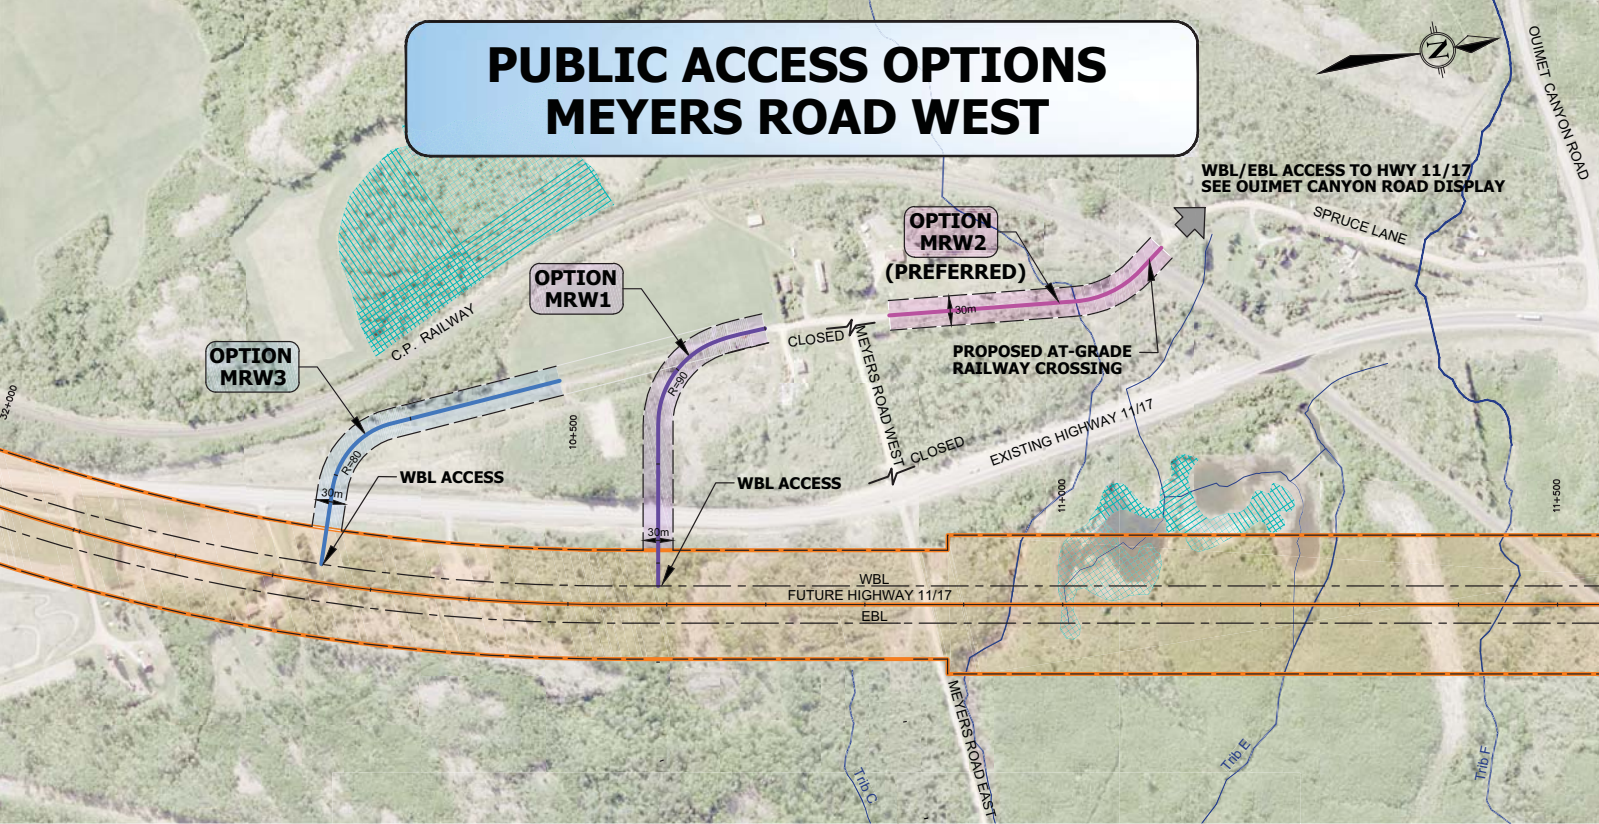 PUBLIC ACCESS OPTIONS
MEYERS ROAD WEST
N
OUIMET CANYON ROAD
WBL/EBL ACCESS TO HWY 11/17
SEE OUIMET CANYON ROAD DISPLAY
SPRUCE LANE
OPTION
MRW2
(PREFERRED)
30m
PROPOSED AT-GRADE
RAILWAY CROSSING
OPTION
MRW1
R=90
CLOSED
MEYERS ROAD WEST
CLOSED
EXISTING HIGHWAY 11/17
C.P. RAILWAY
OPTION
MRW3
R=80
30m
WBL ACCESS
30m
WBL ACCESS
32+000
10+500
11+000
11+500
WBL
FUTURE HIGHWAY 11/17
EBL
MEYERS ROAD EAST
Trib C
Trib E
Trib F